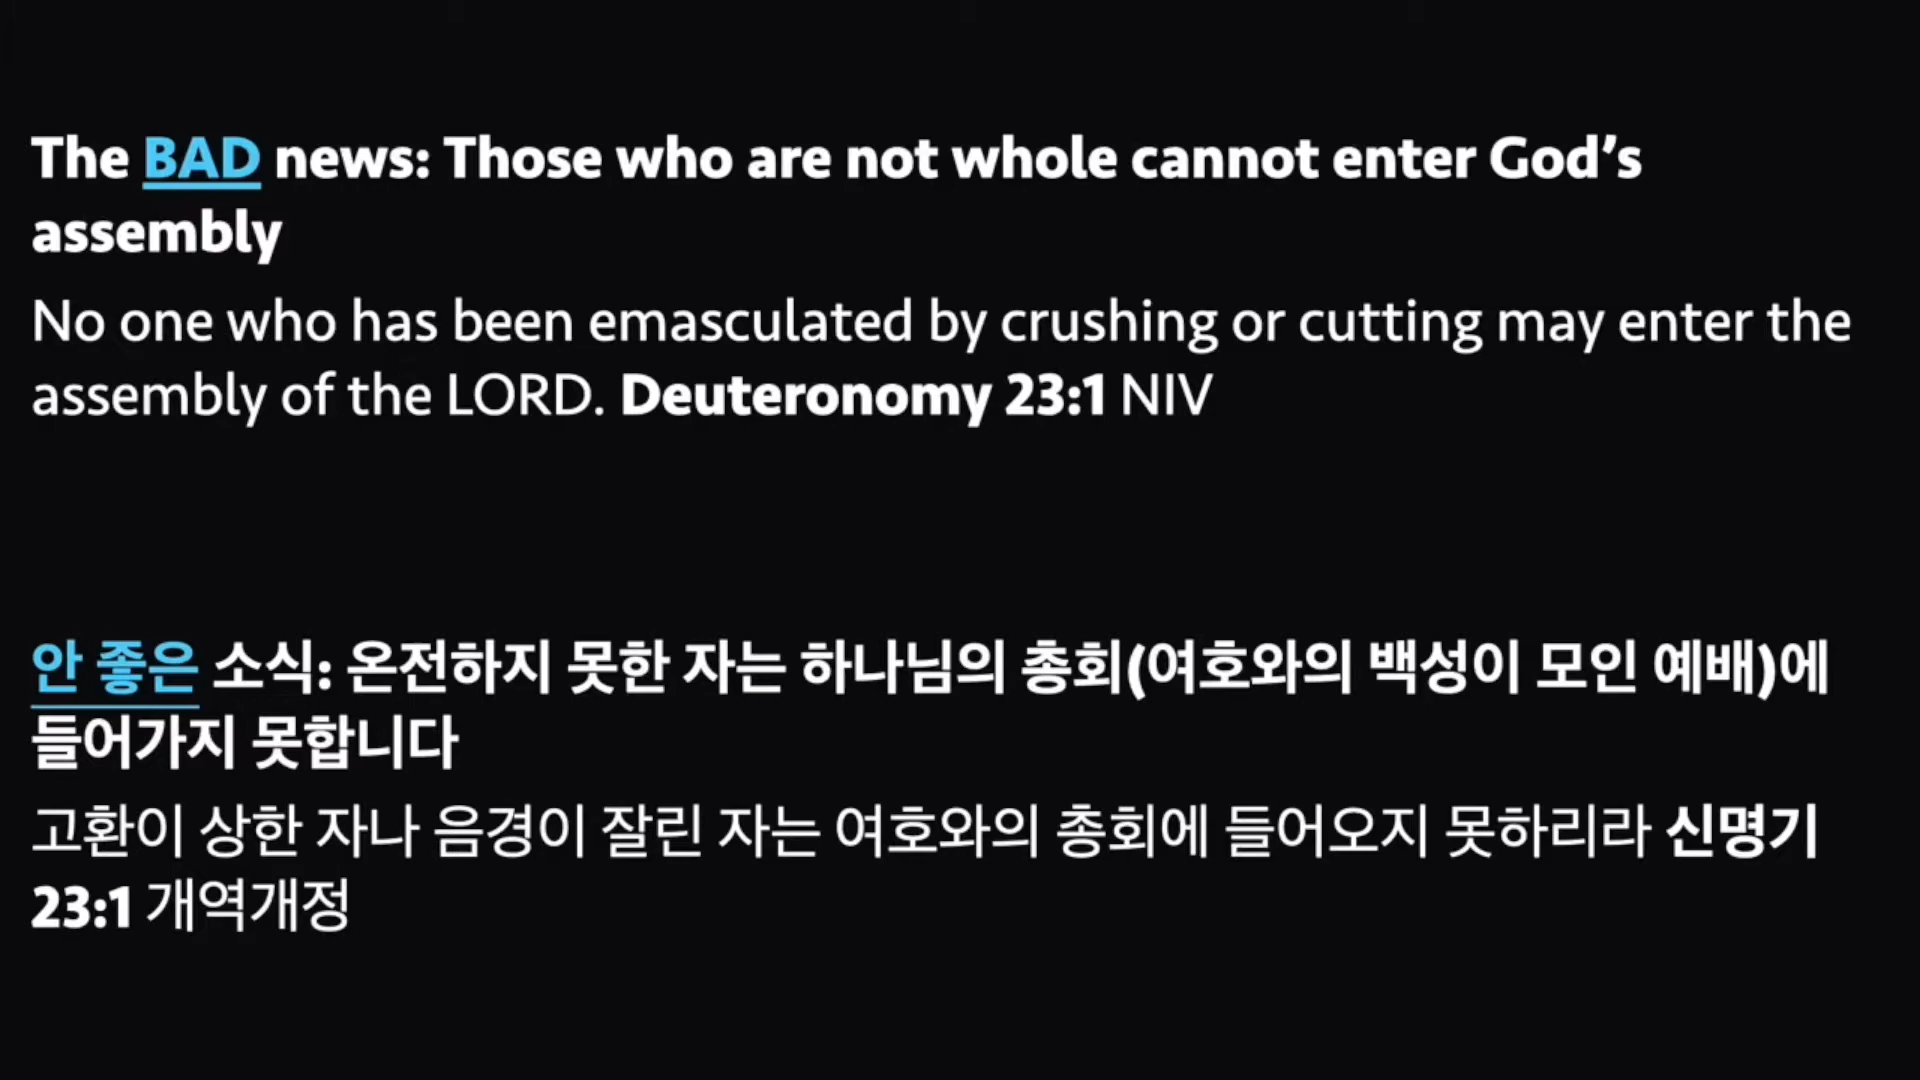 The BAD news: Those who are not whole cannot enter God’s
assembly
No one who has been emasculated by crushing or cutting may enter the
assembly of the LORD. Deuteronomy 23:1 NIV
안 좋은 소식: 온전하지 못한 자는 하나님의 총회(여호와의 백성이 모인 예배)에
들어가지 못합니다
고환이 상한 자나 음경이 잘린 자는 여호와의 총회에 들어오지 못하리라 신명기
23:1 개역개정